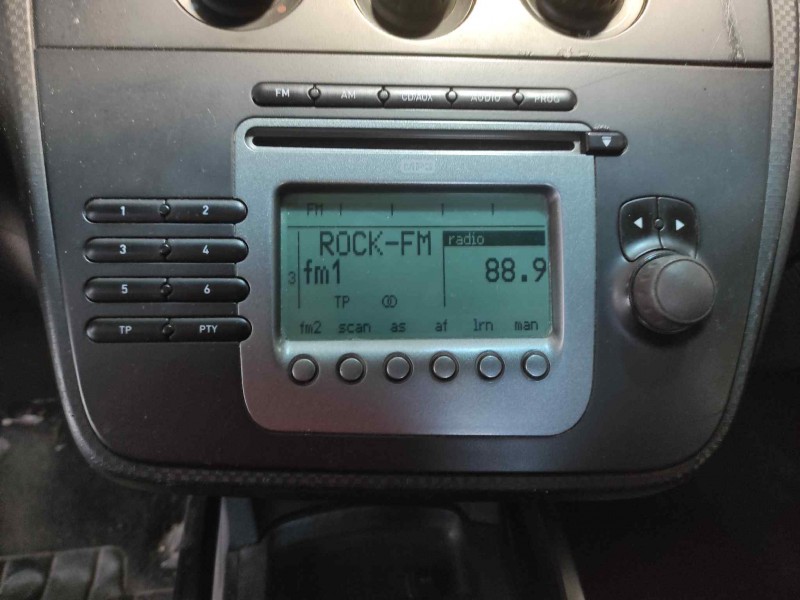 FM AM CD/AUX AUDIO PROG
MP3
1 2
3 4
5 6
TP PTY
FM
ROCK-FM radio
3 fm1 88.9
TP
fm2 scan as af lrn man